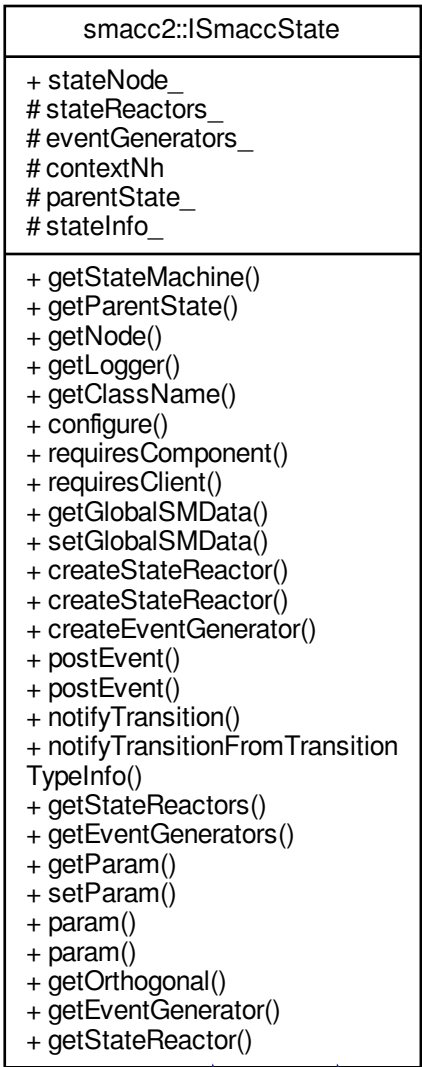 smacc2::ISmaccState
+ stateNode_
# stateReactors_
# eventGenerators_
# contextNh
# parentState_
# stateInfo_
+ getStateMachine()
+ getParentState()
+ getNode()
+ getLogger()
+ getClassName()
+ configure()
+ requiresComponent()
+ requiresClient()
+ getGlobalSMData()
+ setGlobalSMData()
+ createStateReactor()
+ createStateReactor()
+ createEventGenerator()
+ postEvent()
+ postEvent()
+ notifyTransition()
+ notifyTransitionFromTransition
TypeInfo()
+ getStateReactors()
+ getEventGenerators()
+ getParam()
+ setParam()
+ param()
+ param()
+ getOrthogonal()
+ getEventGenerator()
+ getStateReactor()